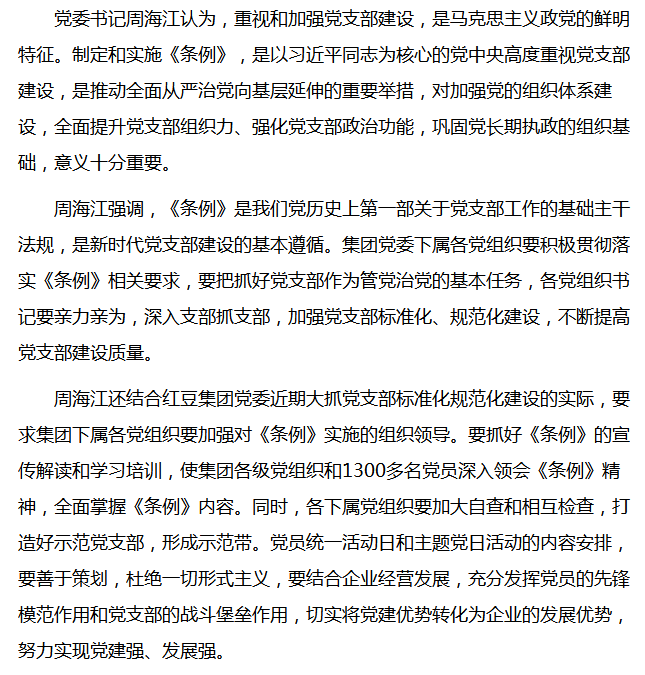 党委书记周海江认为，重视和加强党支部建设，是马克思主义政党的鲜明
特征。制定和实施《条例》，是以习近平同志为核心的党中央高度重视党支部
建设，是推动全面从严治党向基层延伸的重要举措，对加强党的组织体系建
设，全面提升党支部组织力、强化党支部政治功能，巩固党长期执政的组织基
础，意义十分重要。
周海江强调，《条例》是我们党历史上第一部关于党支部工作的基础主干
法规，是新时代党支部建设的基本遵循。集团党委下属各党组织要积极贯彻落
实《条例》相关要求，要把抓好党支部作为管党治党的基本任务，各党组织书
记要亲力亲为，深入支部抓支部，加强党支部标准化、规范化建设，不断提高
党支部建设质量。
周海江还结合红豆集团党委近期大抓党支部标准化规范化建设的实际，要
求集团下属各党组织要加强对《条例》实施的组织领导。要抓好《条例》的宣
传解读和学习培训，使集团各级党组织和1300多名党员深入领会《条例》精
神，全面掌握《条例》内容。同时，各下属党组织要加大自查和相互检查，打
造好示范党支部，形成示范带。党员统一活动日和主题党日活动的内容安排，
要善于策划，杜绝一切形式主义，要结合企业经营发展，充分发挥党员的先锋
模范作用和党支部的战斗堡垒作用，切实将党建优势转化为企业的发展优势，
努力实现党建强、发展强。